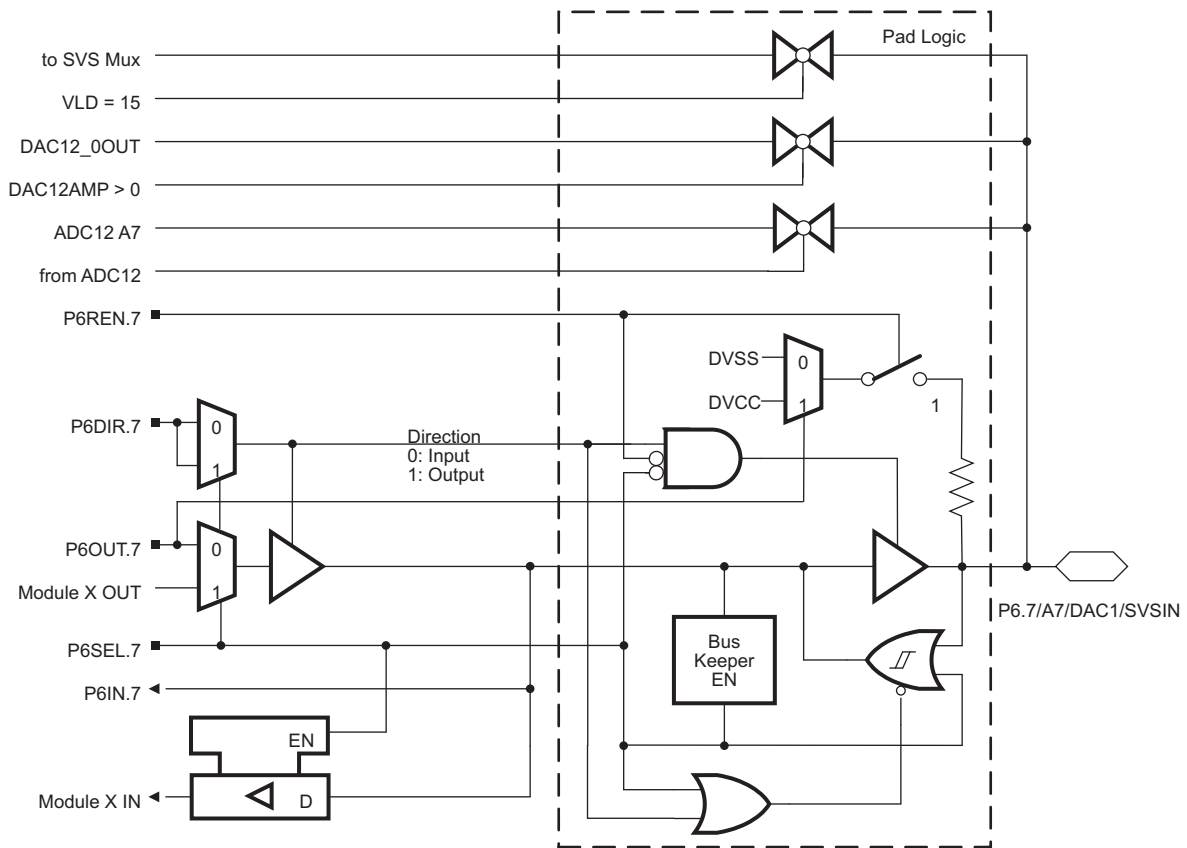 Pad Logic
to SVS Mux
VLD = 15
DAC12_0OUT
DAC12AMP > 0
ADC12 A7
from ADC12
P6REN.7
DVSS
0
DVCC
1
1
P6DIR.7
0
1
Direction
0: Input
1: Output
P6OUT.7
0
Module X OUT
1
P6.7/A7/DAC1/SVSIN
P6SEL.7
Bus
Keeper
EN
P6IN.7
EN
Module X IN
D